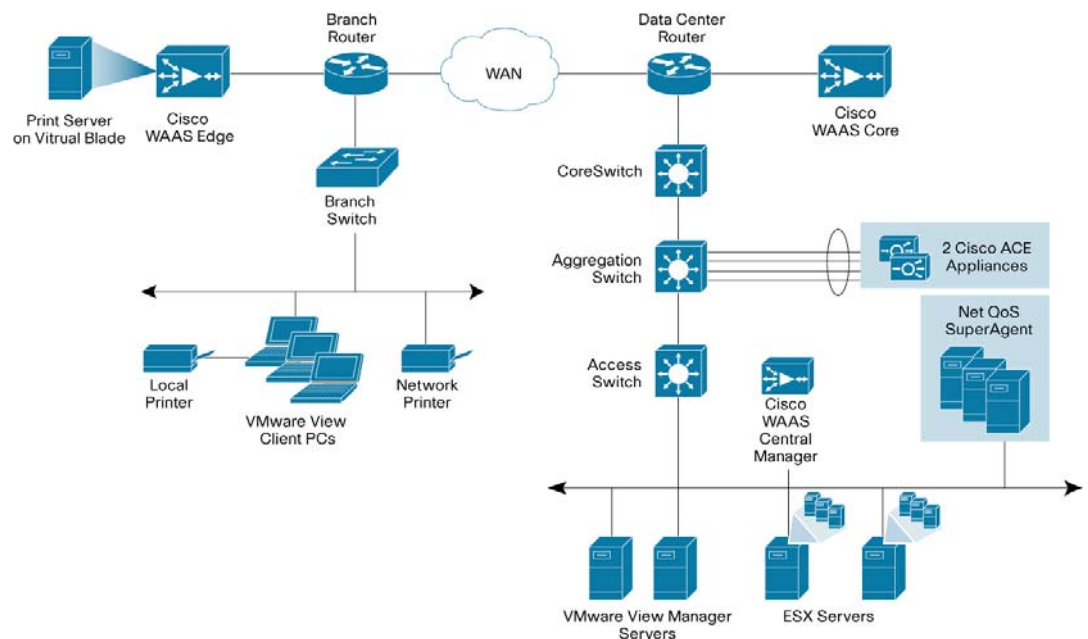 Branch
Router
Data Center
Router
WAN
Print Server
on Vitrual Blade
Cisco
WAAS Edge
Cisco
WAAS Core
CoreSwitch
Branch
Switch
Aggregation
Switch
2 Cisco ACE
Appliances
Net QoS
SuperAgent
Local
Printer
VMware View
Client PCs
Network
Printer
Access
Switch
Cisco
WAAS
Central
Manager
VMware View Manager
Servers
ESX Servers